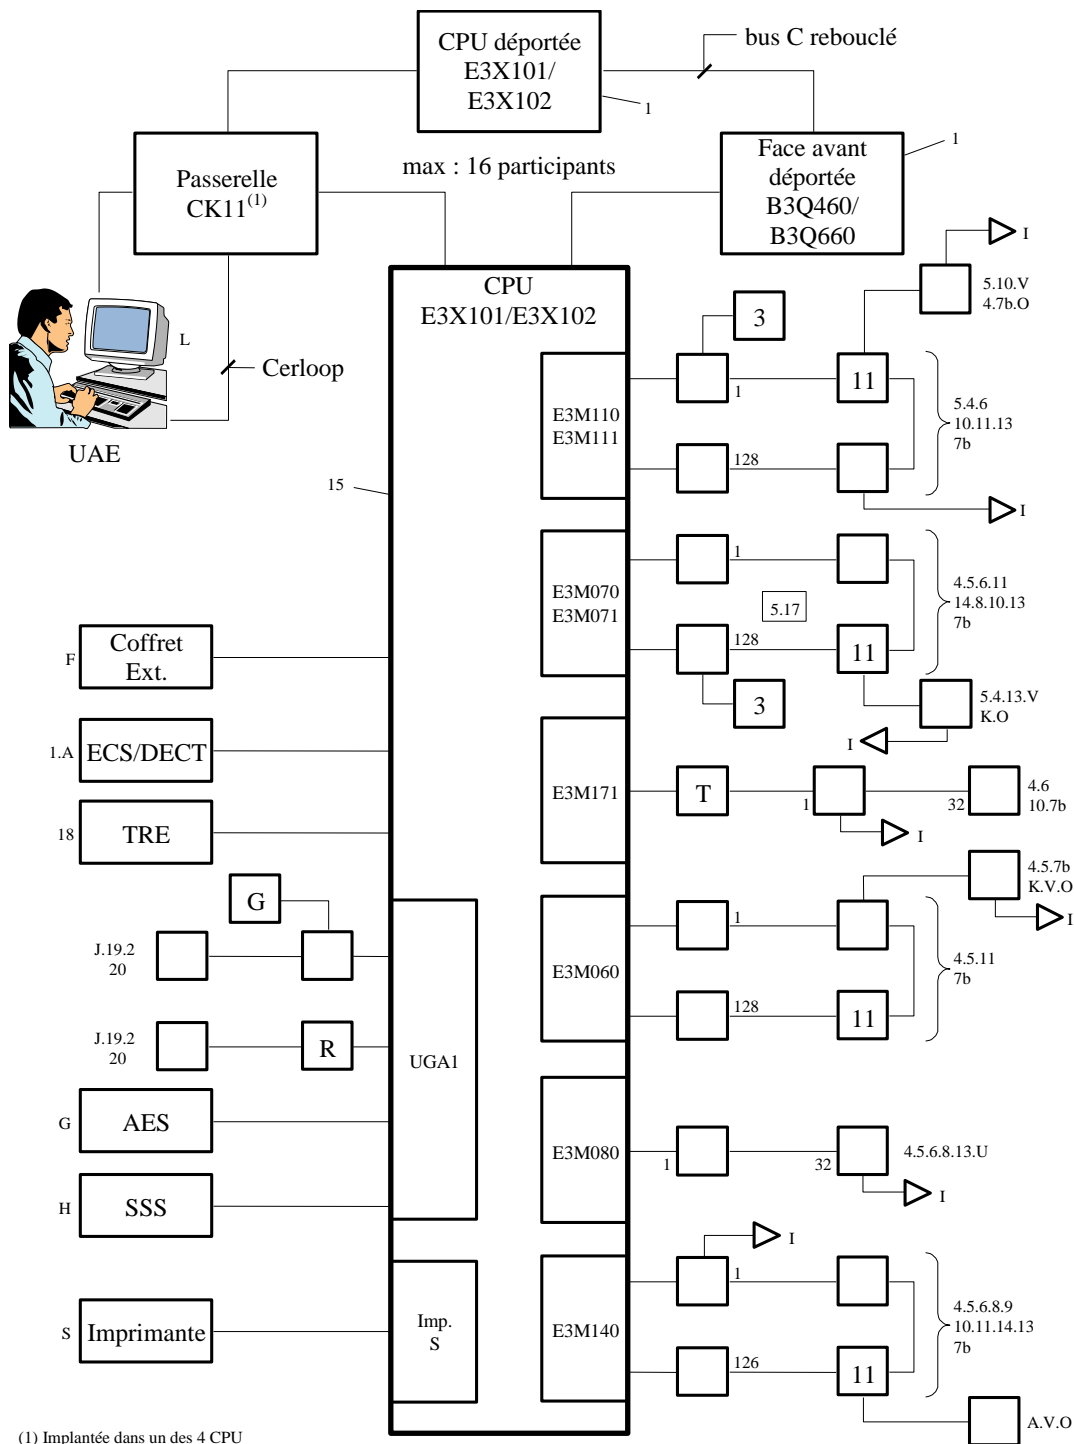 CPU déportée
E3X101/
E3X102
bus C rebouclé
1
Passerelle
CK11(1)
max : 16 participants
Face avant
déportée
B3Q460/
B3Q660
1
I
CPU
E3X101/E3X102
5.10.V
4.7b.O
3
L
Cerloop
UAE
E3M110
E3M111
1
11
5.4.6
10.11.13
7b
128
15
I
E3M070
E3M071
1
5.17
4.5.6.11
14.8.10.13
7b
128
11
Coffret
Ext.
F
3
5.4.13.V
K.O
I
1.A
ECS/DECT
E3M171
T
1
32
4.6
10.7b
18
TRE
I
4.5.7b
K.V.O
I
G
J.19.2
20
E3M060
1
4.5.11
7b
128
11
J.19.2
20
R
UGA1
G
AES
E3M080
1
32
4.5.6.8.13.U
I
H
SSS
I
1
S
Imprimante
Imp.
S
E3M140
4.5.6.8.9
10.11.14.13
7b
126
11
A.V.O
(1) Implantée dans un des 4 CPU